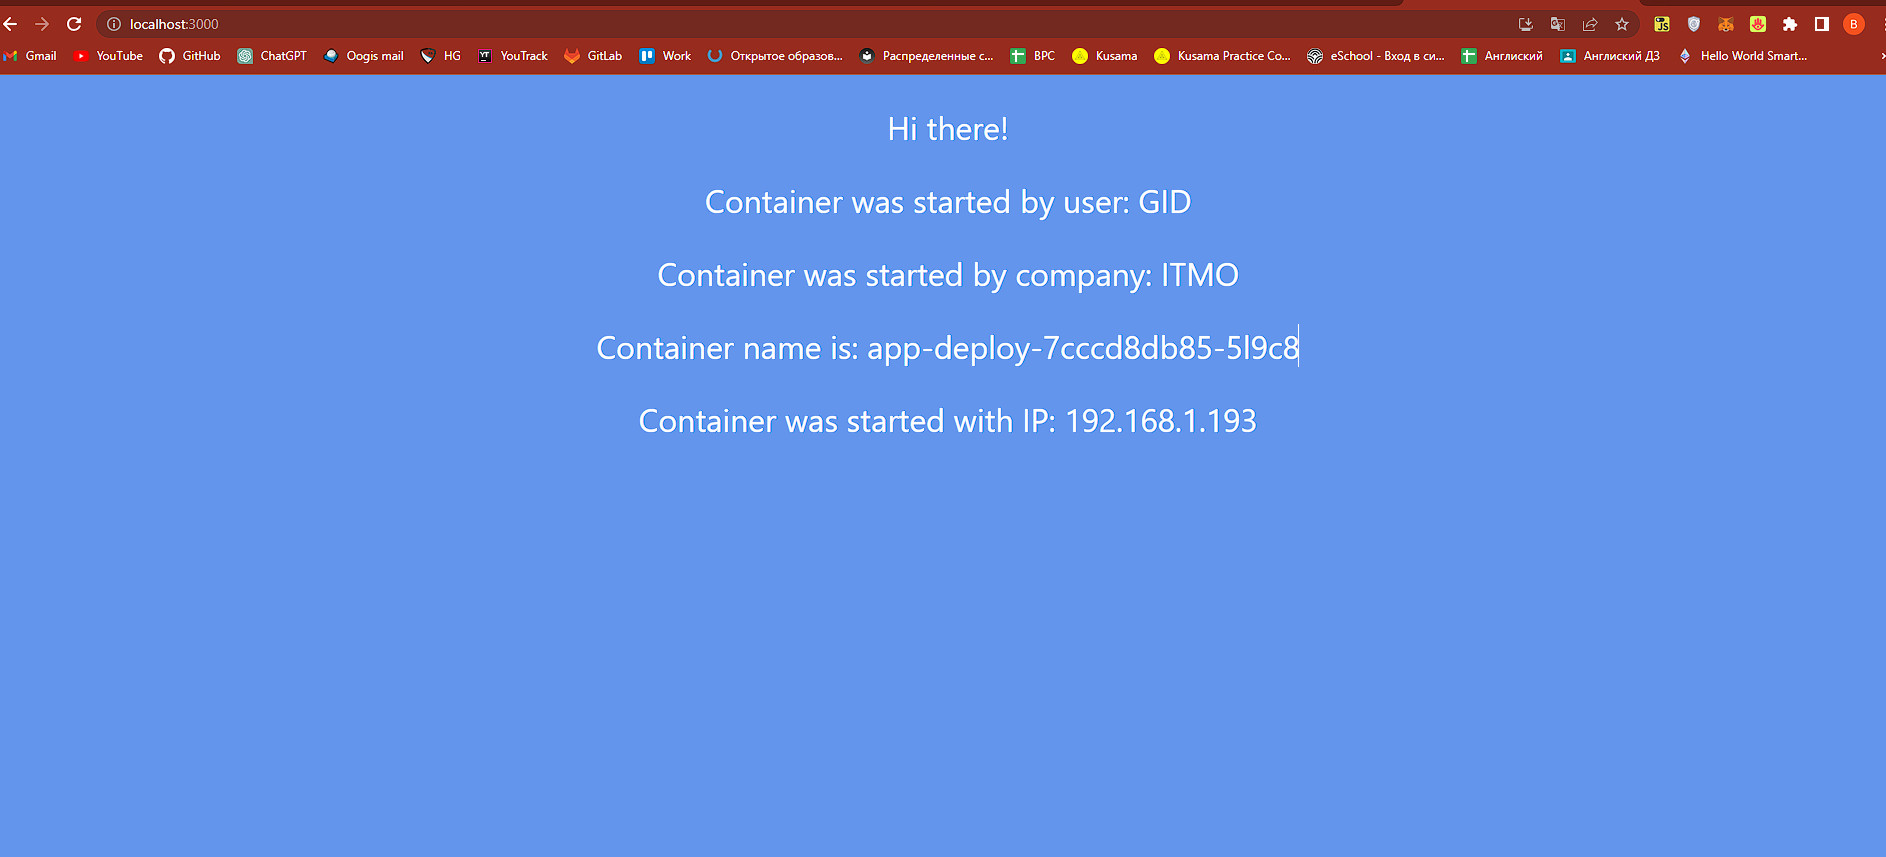 localhost:3000
Gmail YouTube GitHub ChatGPT Oogis mail HG YT YouTrack GitLab Work Открытое образов... Распределенные с... BPC Kusama Kusama Practice Co... eSchool - Вход в си... Англиский Англиский ДЗ Hello World Smart...
Hi there!
Container was started by user: GID
Container was started by company: ITMO
Container name is: app-deploy-7cccd8db85-5l9c8
Container was started with IP: 192.168.1.193